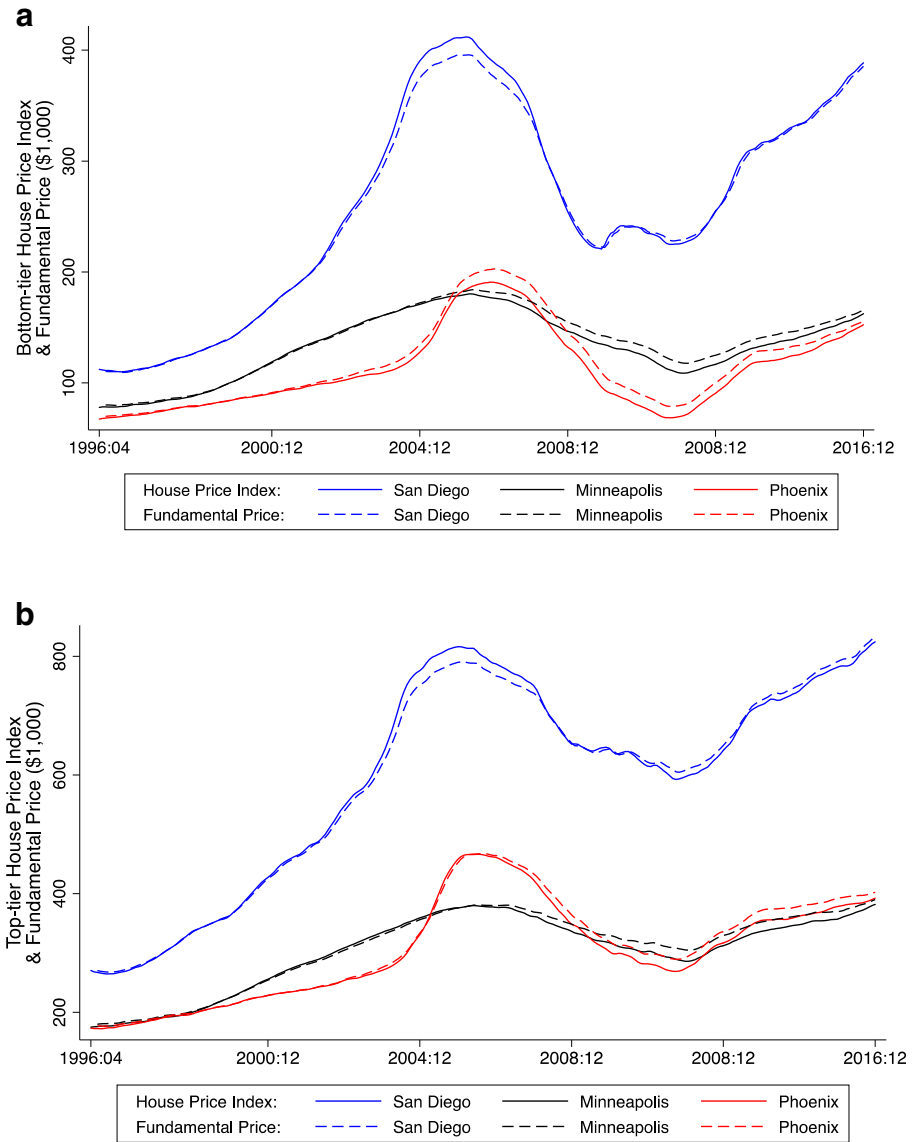 a
Bottom-tier House Price Index
& Fundamental Price ($1,000)
400
300
200
100
1996:04 2000:12 2004:12 2008:12 2008:12 2016:12
House Price Index: San Diego Minneapolis Phoenix
Fundamental Price: San Diego Minneapolis Phoenix
b
Top-tier House Price Index
& Fundamental Price ($1,000)
800
600
400
200
1996:04 2000:12 2004:12 2008:12 2008:12 2016:12
House Price Index: San Diego Minneapolis Phoenix
Fundamental Price: San Diego Minneapolis Phoenix